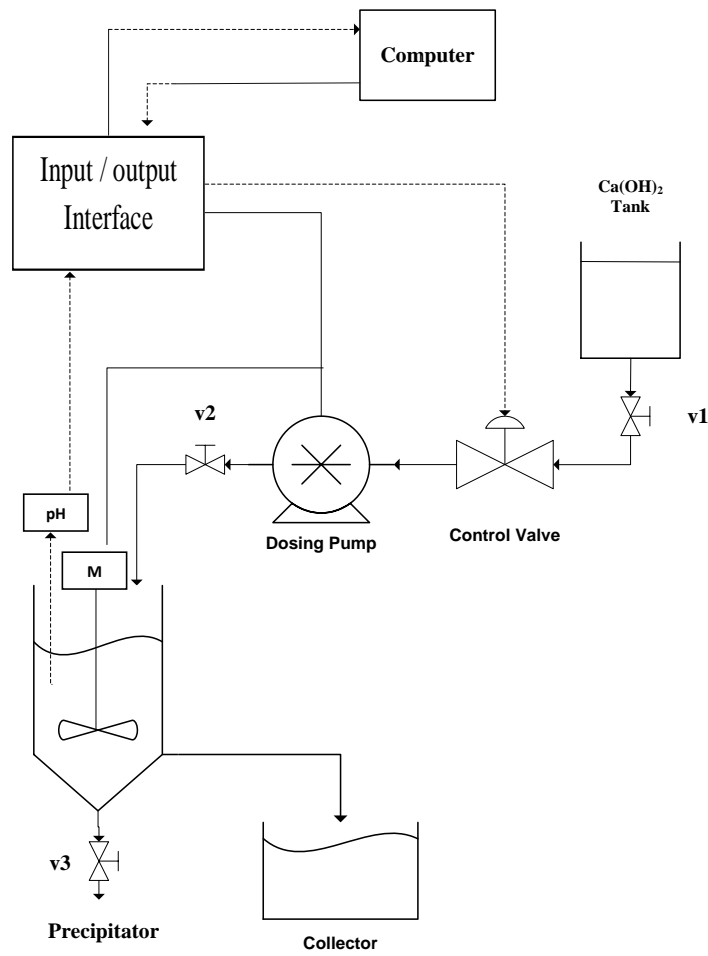 Computer
Input / output
Interface
Ca(OH)₂
Tank
v2
v1
pH
Dosing Pump
Control Valve
M
v3
Precipitator
Collector